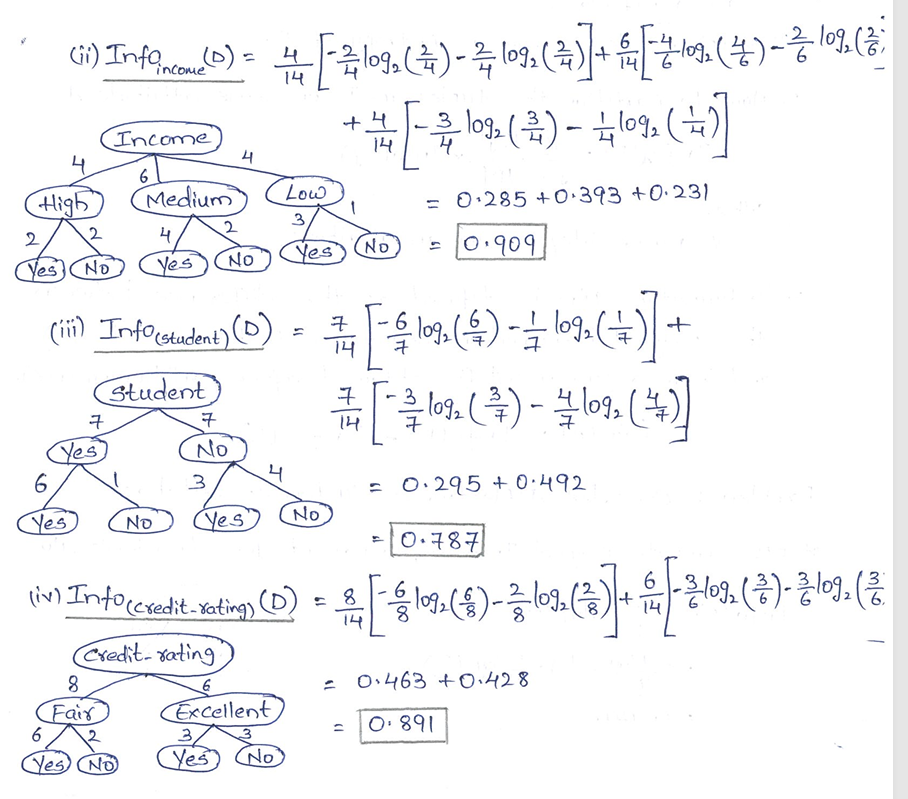 (ii) Info_income (D) = 4/14 [-2/4 log₂(2/4) - 2/4 log₂(2/4)] + 6/14 [-4/6 log₂(4/6) - 2/6 log₂(2/6)
+ 4/14 [-3/4 log₂(3/4) - 1/4 log₂(1/4)]
Income
4 6 4
High Medium Low
= 0.285 + 0.393 + 0.231
2 2 4 2 3 1
Yes No Yes No Yes No
= 0.909
(iii) Info(student) (D) = 7/14 [-6/7 log₂(6/7) - 1/7 log₂(1/7)] +
7/14 [-3/7 log₂(3/7) - 4/7 log₂(4/7)]
Student
7 7
Yes No
6 1 3 4
= 0.295 + 0.492
Yes No Yes No
= 0.787
(iv) Info(credit-rating) (D) = 8/14 [-6/8 log₂(6/8) - 2/8 log₂(2/8)] + 6/14 [-3/6 log₂(3/6) - 3/6 log₂(3/6
Credit-rating
8 6
= 0.463 + 0.428
Fair Excellent
= 0.891
6 2 3 3
Yes No Yes No